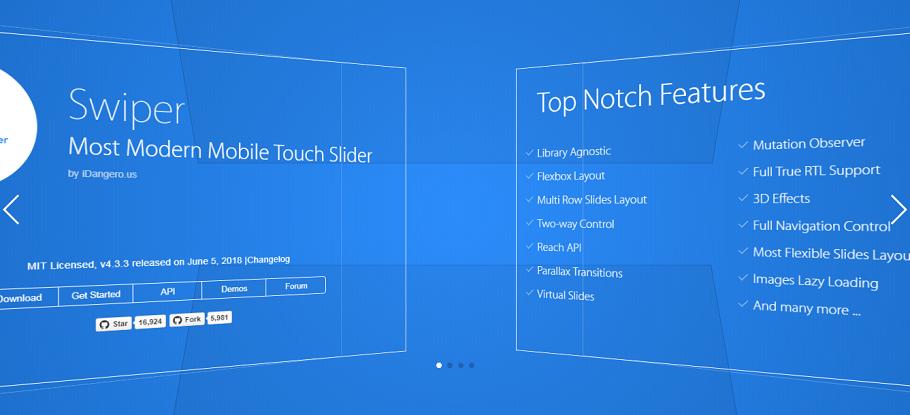 er
Swiper
Most Modern Mobile Touch Slider
by iDangero.us
MIT Licensed, v4.3.3 released on June 5, 2018 |Changelog
Download Get Started API Demos Forum
Star 16,924 Fork 5,981
Top Notch Features
Library Agnostic
Flexbox Layout
Multi Row Slides Layout
Two-way Control
Reach API
Parallax Transitions
Virtual Slides
Mutation Observer
Full True RTL Support
3D Effects
Full Navigation Control
Most Flexible Slides Layou
Images Lazy Loading
And many more ...